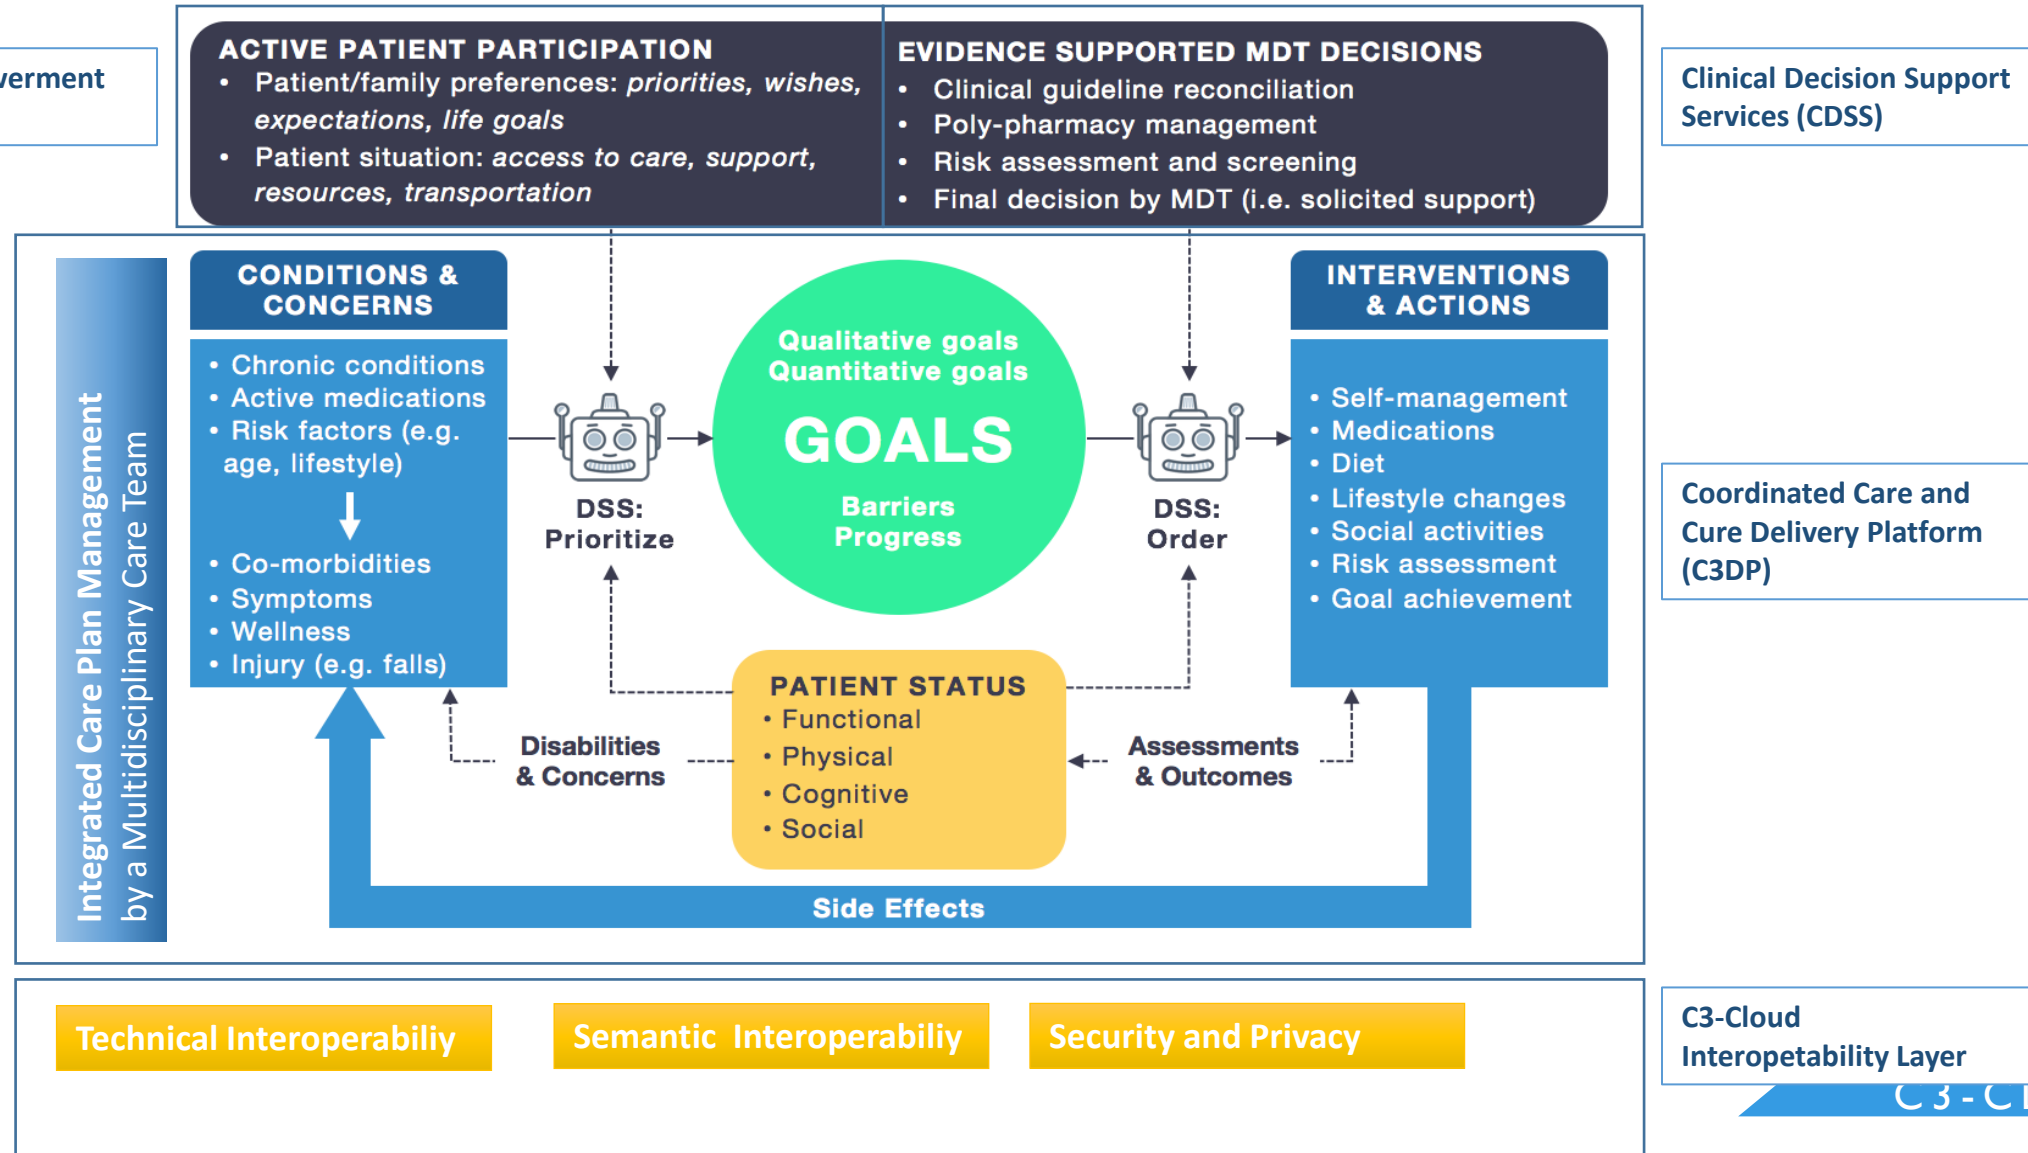 verment
ACTIVE PATIENT PARTICIPATION
• Patient/family preferences: priorities, wishes,
expectations, life goals
• Patient situation: access to care, support,
resources, transportation
EVIDENCE SUPPORTED MDT DECISIONS
• Clinical guideline reconciliation
• Poly-pharmacy management
• Risk assessment and screening
• Final decision by MDT (i.e. solicited support)
Clinical Decision Support
Services (CDSS)
Integrated Care Plan Management
by a Multidisciplinary Care Team
CONDITIONS &
CONCERNS
• Chronic conditions
• Active medications
• Risk factors (e.g.
age, lifestyle)
• Co-morbidities
• Symptoms
• Wellness
• Injury (e.g. falls)
DSS:
Prioritize
Qualitative goals
Quantitative goals
GOALS
Barriers
Progress
DSS:
Order
INTERVENTIONS
& ACTIONS
• Self-management
• Medications
• Diet
• Lifestyle changes
• Social activities
• Risk assessment
• Goal achievement
Coordinated Care and
Cure Delivery Platform
(C3DP)
Disabilities
& Concerns
PATIENT STATUS
• Functional
• Physical
• Cognitive
• Social
Assessments
& Outcomes
Side Effects
Technical Interoperabiliy
Semantic Interoperabiliy
Security and Privacy
C3-Cloud
Interopetability Layer
C3-C